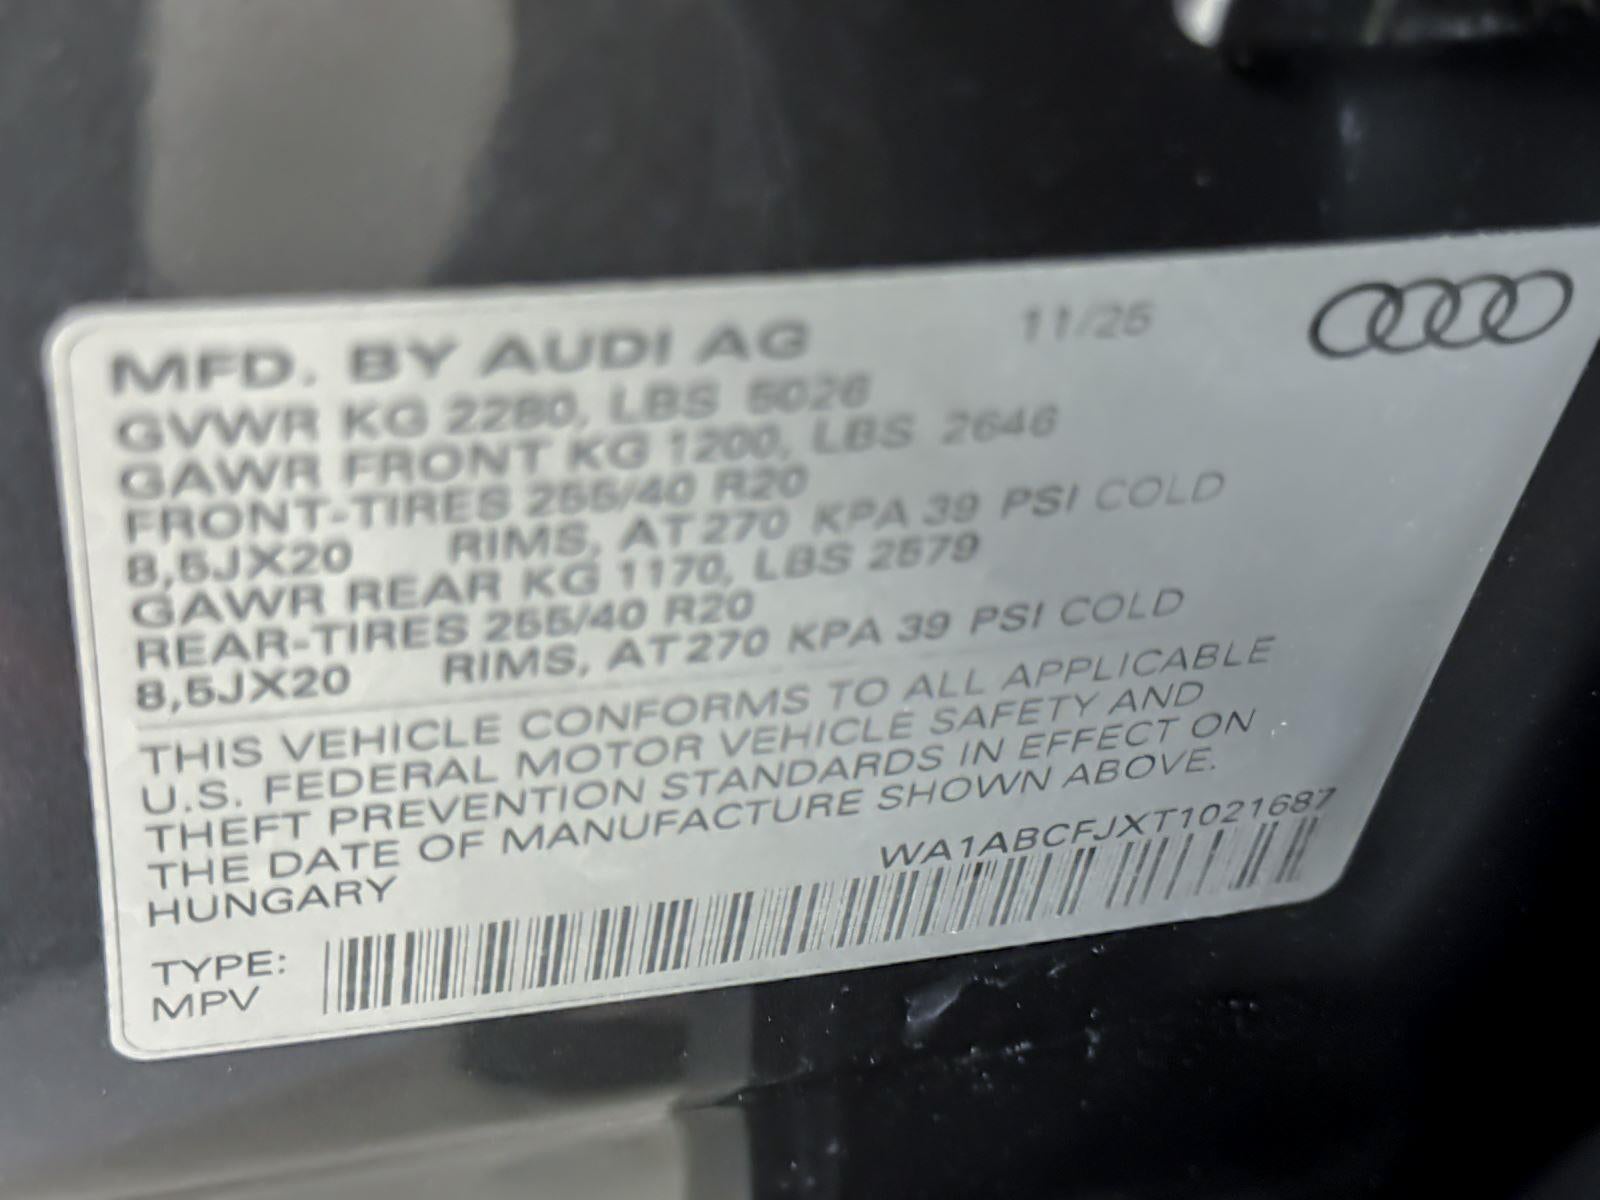 MFD. BY AUDI AG 11/25
GVWR KG 2280, LBS 5026
GAWR FRONT KG 1200, LBS 2646
FRONT-TIRES 255/40 R20
8,5JX20 RIMS, AT 270 KPA 39 PSI COLD
GAWR REAR KG 1170, LBS 2579
REAR-TIRES 255/40 R20
8,5JX20 RIMS, AT 270 KPA 39 PSI COLD
THIS VEHICLE CONFORMS TO ALL APPLICABLE
U.S. FEDERAL MOTOR VEHICLE SAFETY AND
THEFT PREVENTION STANDARDS IN EFFECT ON
THE DATE OF MANUFACTURE SHOWN ABOVE.
HUNGARY WA1ABCFJXT1021687
TYPE:
MPV